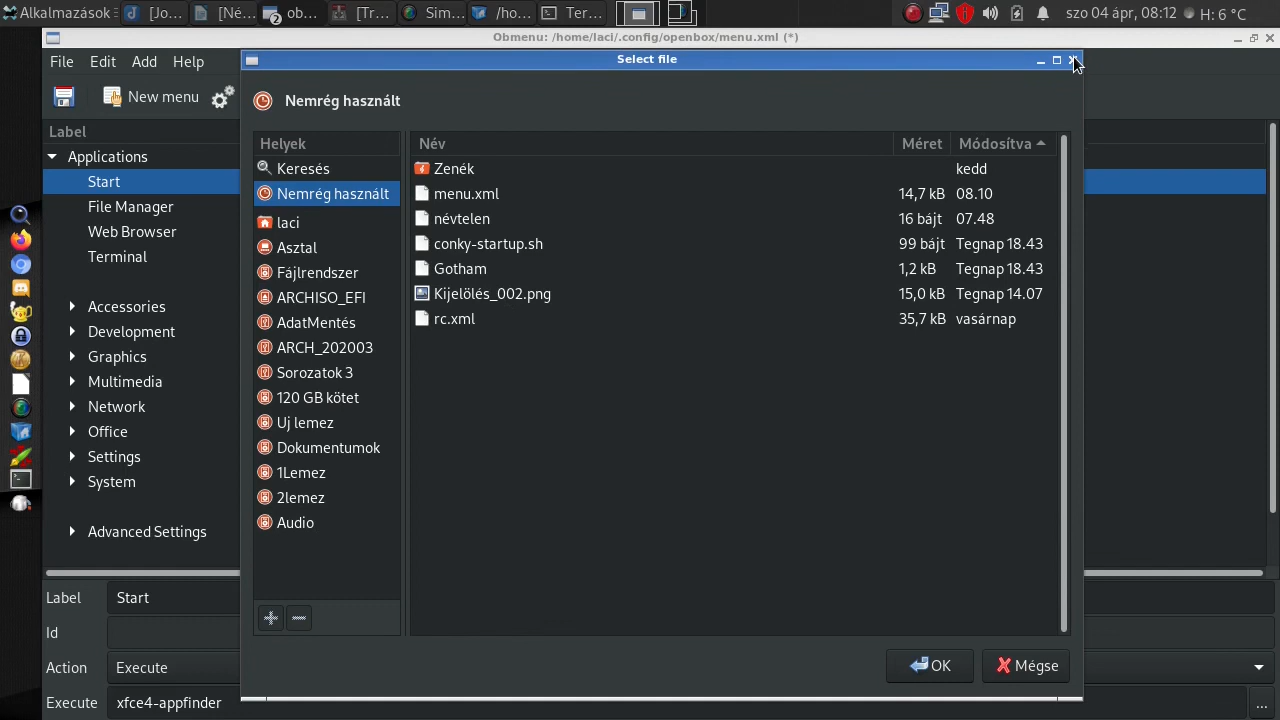 Alkalmazások [Jo... [Né... ob... 2 [Tr... Sim... /ho... Ter... szo 04 ápr, 08:12 H: 6 °C
Obmenu: /home/laci/.config/openbox/menu.xml (*)
File Edit Add Help
Select file
New menu
Nemrég használt
Label
Helyek
Név Méret Módosítva
Applications
Start
File Manager
Web Browser
Terminal
Accessories
Development
Graphics
Multimedia
Network
Office
Settings
System
Advanced Settings
Keresés
Nemrég használt
laci
Asztal
Fájlrendszer
ARCHISO_EFI
AdatMentés
ARCH_202003
Sorozatok 3
120 GB kötet
Uj lemez
Dokumentumok
1Lemez
2lemez
Audio
Zenék kedd
menu.xml 14,7 kB 08.10
névtelen 16 bájt 07.48
conky-startup.sh 99 bájt Tegnap 18.43
Gotham 1,2 kB Tegnap 18.43
Kijelölés_002.png 15,0 kB Tegnap 14.07
rc.xml 35,7 kB vasárnap
OK Mégse
Label Start
Id
Action Execute
Execute xfce4-appfinder ...